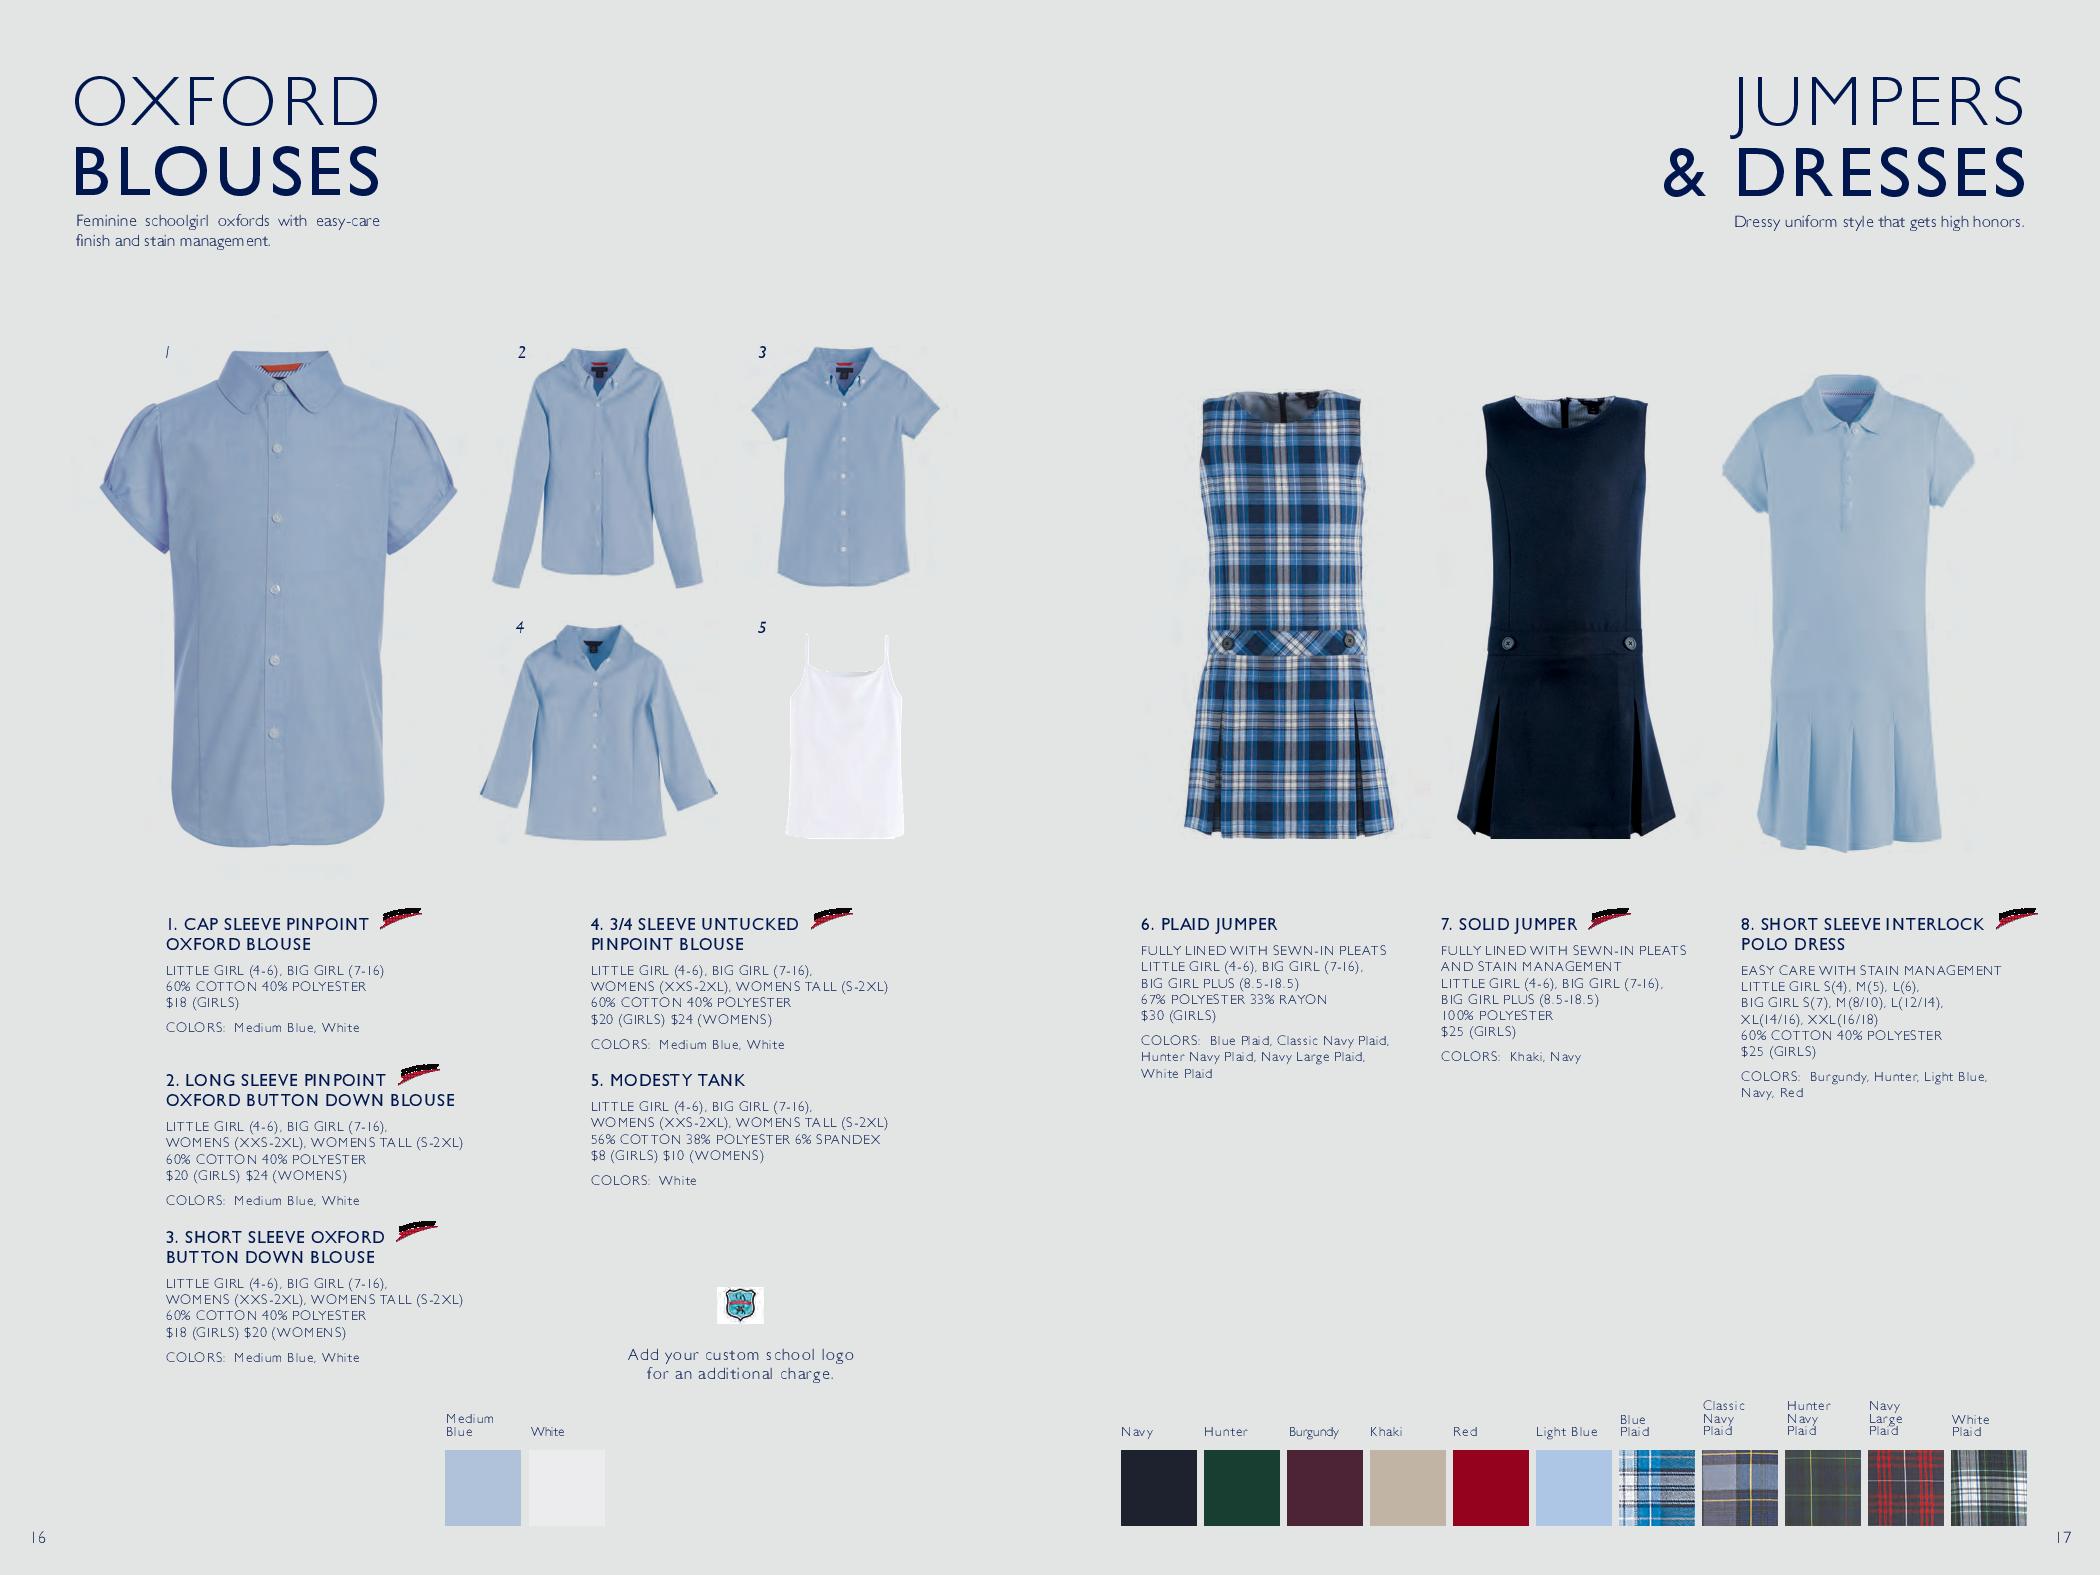 OXFORD
BLOUSES
Feminine schoolgirl oxfords with easy-care
finish and stain management.
JUMPERS
& DRESSES
Dressy uniform style that gets high honors.
1
2
3
4
5
1. CAP SLEEVE PINPOINT
OXFORD BLOUSE
LITTLE GIRL (4-6), BIG GIRL (7-16)
60% COTTON 40% POLYESTER
$18 (GIRLS)
COLORS: Medium Blue, White
2. LONG SLEEVE PINPOINT
OXFORD BUTTON DOWN BLOUSE
LITTLE GIRL (4-6), BIG GIRL (7-16),
WOMENS (XXS-2XL), WOMENS TALL (S-2XL)
60% COTTON 40% POLYESTER
$20 (GIRLS) $24 (WOMENS)
COLORS: Medium Blue, White
3. SHORT SLEEVE OXFORD
BUTTON DOWN BLOUSE
LITTLE GIRL (4-6), BIG GIRL (7-16),
WOMENS (XXS-2XL), WOMENS TALL (S-2XL)
60% COTTON 40% POLYESTER
$18 (GIRLS) $20 (WOMENS)
COLORS: Medium Blue, White
4. 3/4 SLEEVE UNTUCKED
PINPOINT BLOUSE
LITTLE GIRL (4-6), BIG GIRL (7-16),
WOMENS (XXS-2XL), WOMENS TALL (S-2XL)
60% COTTON 40% POLYESTER
$20 (GIRLS) $24 (WOMENS)
COLORS: Medium Blue, White
5. MODESTY TANK
LITTLE GIRL (4-6), BIG GIRL (7-16),
WOMENS (XXS-2XL), WOMENS TALL (S-2XL)
56% COTTON 38% POLYESTER 6% SPANDEX
$8 (GIRLS) $10 (WOMENS)
COLORS: White
Add your custom school logo
for an additional charge.
Medium
Blue
White
16
6. PLAID JUMPER
FULLY LINED WITH SEWN-IN PLEATS
LITTLE GIRL (4-6), BIG GIRL (7-16),
BIG GIRL PLUS (8.5-18.5)
67% POLYESTER 33% RAYON
$30 (GIRLS)
COLORS: Blue Plaid, Classic Navy Plaid,
Hunter Navy Plaid, Navy Large Plaid,
White Plaid
7. SOLID JUMPER
FULLY LINED WITH SEWN-IN PLEATS
AND STAIN MANAGEMENT
LITTLE GIRL (4-6), BIG GIRL (7-16),
BIG GIRL PLUS (8.5-18.5)
100% POLYESTER
$25 (GIRLS)
COLORS: Khaki, Navy
8. SHORT SLEEVE INTERLOCK
POLO DRESS
EASY CARE WITH STAIN MANAGEMENT
LITTLE GIRL S(4), M(5), L(6),
BIG GIRL S(7), M(8/10), L(12/14),
XL(14/16), XXL(16/18)
60% COTTON 40% POLYESTER
$25 (GIRLS)
COLORS: Burgundy, Hunter, Light Blue,
Navy, Red
Navy
Hunter
Burgundy
Khaki
Red
Light Blue
Blue
Plaid
Classic
Navy
Plaid
Hunter
Navy
Plaid
Navy
Large
Plaid
White
Plaid
17